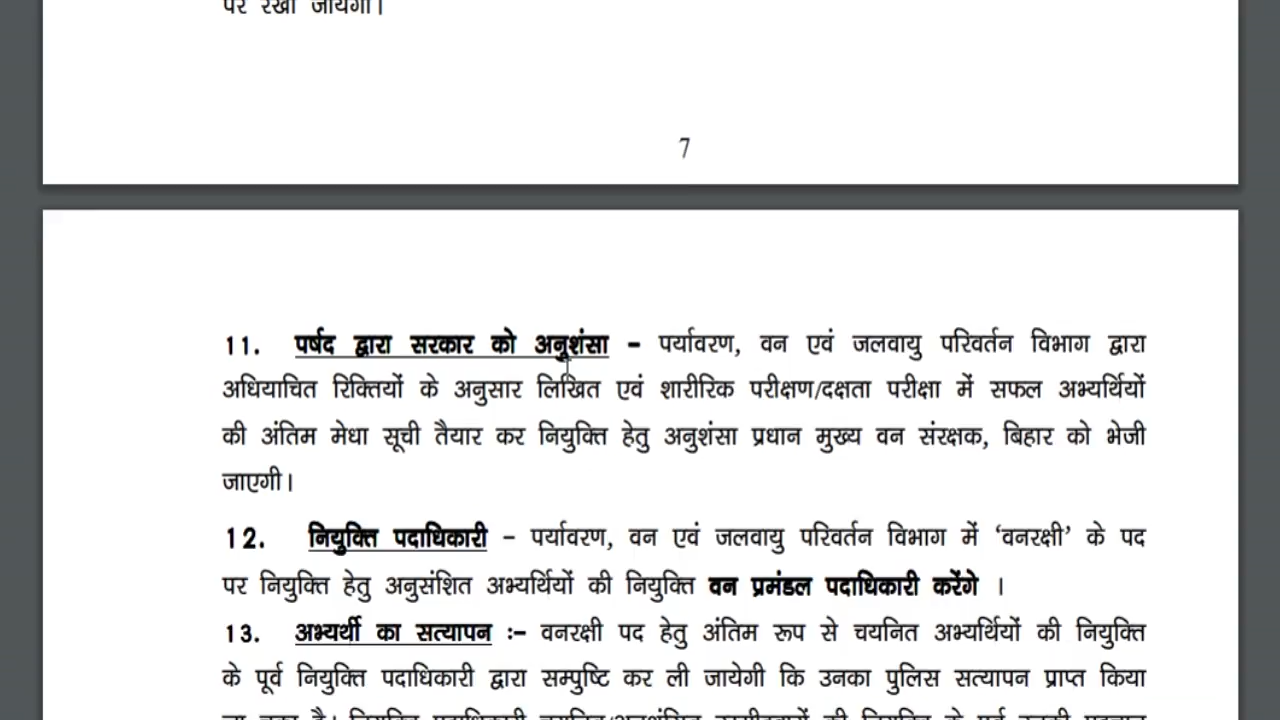 पर रखा जायेगा।
7
11. पर्षद द्वारा सरकार को अनुशंसा – पर्यावरण, वन एवं जलवायु परिवर्तन विभाग द्वारा
अधियाचित रिक्तियों के अनुसार लिखित एवं शारीरिक परीक्षण/दक्षता परीक्षा में सफल अभ्यर्थियों
की अंतिम मेधा सूची तैयार कर नियुक्ति हेतु अनुशंसा प्रधान मुख्य वन संरक्षक, बिहार को भेजी
जाएगी।
12. नियुक्ति पदाधिकारी – पर्यावरण, वन एवं जलवायु परिवर्तन विभाग में ‘वनरक्षी’ के पद
पर नियुक्ति हेतु अनुसंशित अभ्यर्थियों की नियुक्ति वन प्रमंडल पदाधिकारी करेंगे ।
13. अभ्यर्थी का सत्यापन :– वनरक्षी पद हेतु अंतिम रूप से चयनित अभ्यर्थियों की नियुक्ति
के पूर्व नियुक्ति पदाधिकारी द्वारा सम्पुष्टि कर ली जायेगी कि उनका पुलिस सत्यापन प्राप्त किया